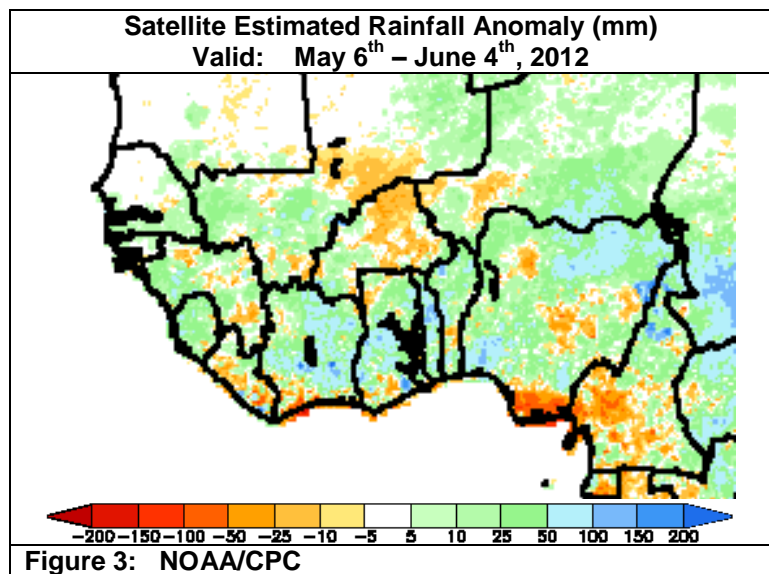 Satellite Estimated Rainfall Anomaly (mm)
Valid: May 6th – June 4th, 2012
-200 -150 -100 -50 -25 -10 -5 5 10 25 50 100 150 200
Figure 3: NOAA/CPC